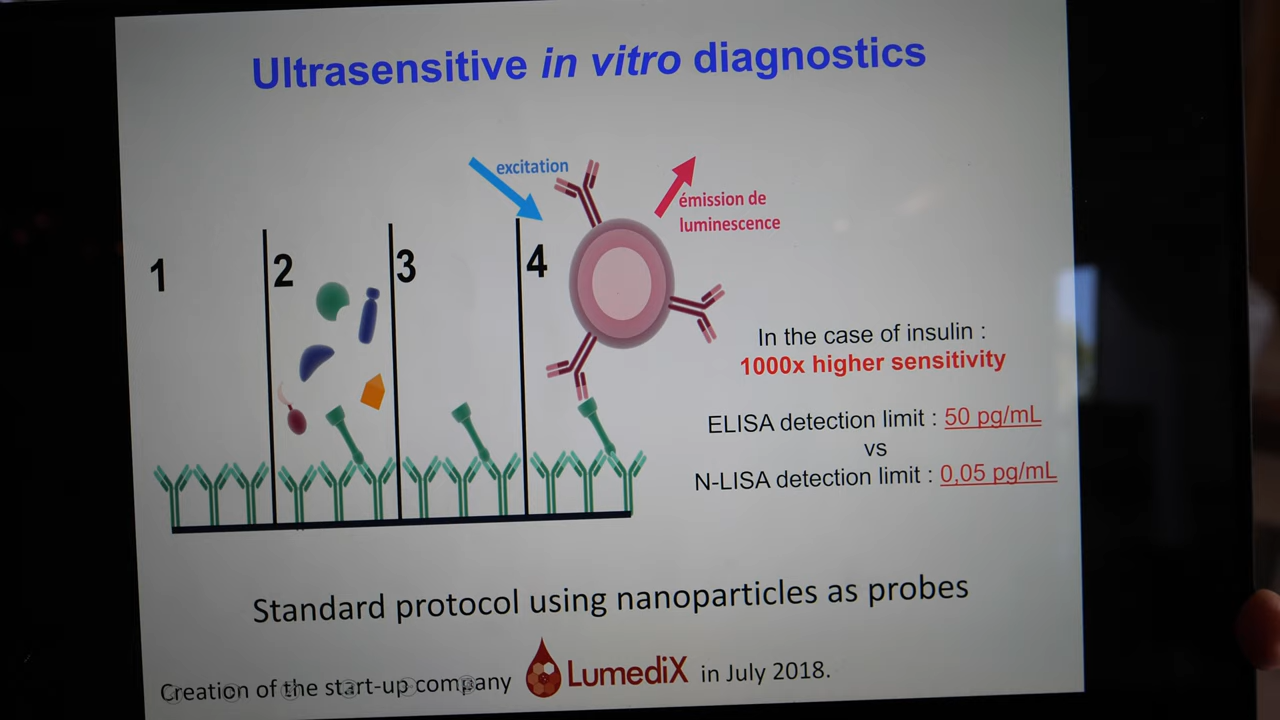 Ultrasensitive in vitro diagnostics
excitation
émission de
luminescence
1
2
3
4
In the case of insulin :
1000x higher sensitivity
ELISA detection limit : 50 pg/mL
vs
N-LISA detection limit : 0,05 pg/mL
Standard protocol using nanoparticles as probes
Creation of the start-up company LumediX in July 2018.